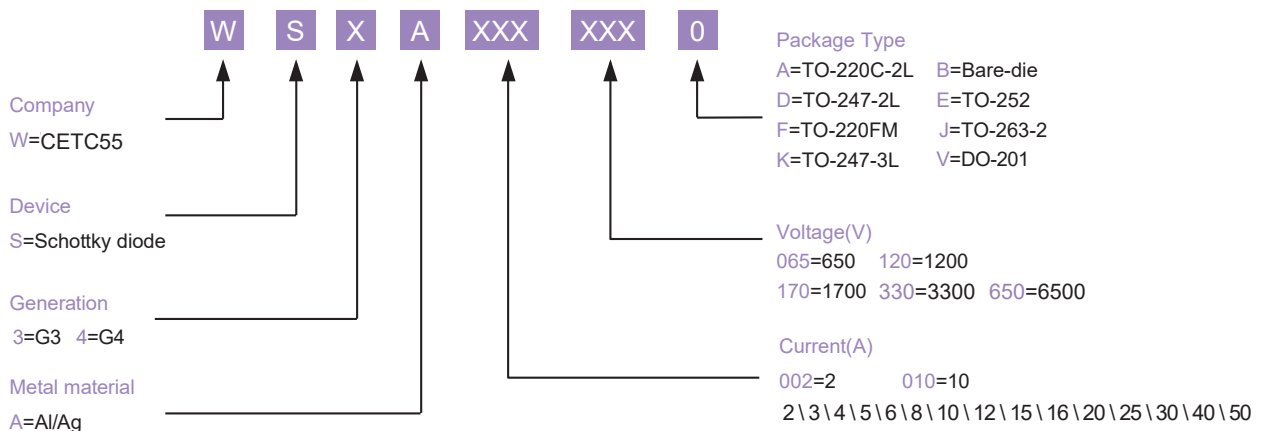 W S X A XXX XXX 0
Company
W=CETC55
Device
S=Schottky diode
Generation
3=G3 4=G4
Metal material
A=Al/Ag
Package Type
A=TO-220C-2L B=Bare-die
D=TO-247-2L E=TO-252
F=TO-220FM J=TO-263-2
K=TO-247-3L V=DO-201
Voltage(V)
065=650 120=1200
170=1700 330=3300 650=6500
Current(A)
002=2 010=10
2\3\4\5\6\8\10\12\15\16\20\25\30\40\50